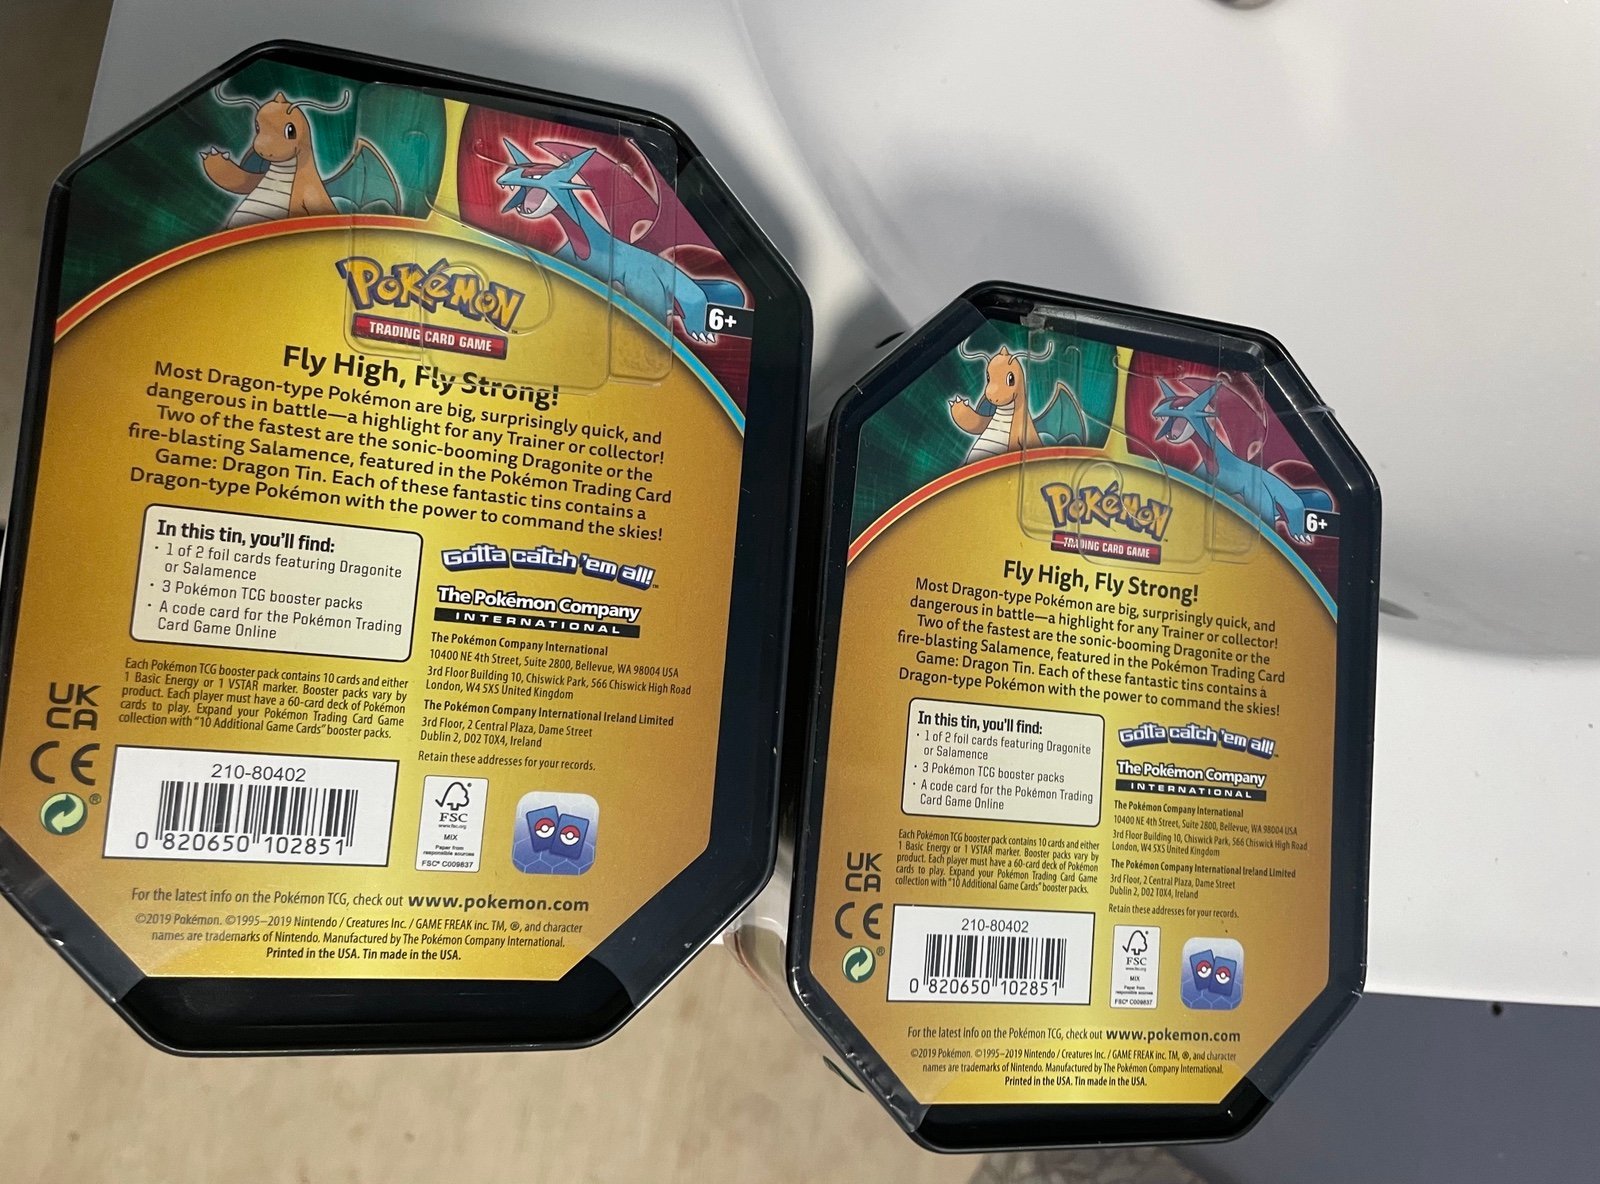 Pokémon
TRADING CARD GAME
6+
Fly High, Fly Strong!
Most Dragon-type Pokémon are big, surprisingly quick, and
dangerous in battle—a highlight for any Trainer or collector!
Two of the fastest are the sonic-booming Dragonite or the
fire-blasting Salamence, featured in the Pokémon Trading Card
Game: Dragon Tin. Each of these fantastic tins contains a
Dragon-type Pokémon with the power to command the skies!
In this tin, you'll find:
· 1 of 2 foil cards featuring Dragonite
or Salamence
· 3 Pokémon TCG booster packs
· A code card for the Pokémon Trading
Card Game Online
Each Pokémon TCG booster pack contains 10 cards and either
1 Basic Energy or 1 VSTAR marker. Booster packs vary by
product. Each player must have a 60-card deck of Pokémon
cards to play. Expand your Pokémon Trading Card Game
collection with "10 Additional Game Cards" booster packs.
Gotta catch 'em all!™
The Pokémon Company
INTERNATIONAL
The Pokémon Company International
10400 NE 4th Street, Suite 2800, Bellevue, WA 98004 USA
3rd Floor Building 10, Chiswick Park, 566 Chiswick High Road
London, W4 5XS United Kingdom
The Pokémon Company International Ireland Limited
3rd Floor, 2 Central Plaza, Dame Street
Dublin 2, D02 T0X4, Ireland
Retain these addresses for your records.
UK
CA
CE
®
210-80402
0 820650 102851
FSC
www.fsc.org
MIX
Paper from
responsible sources
FSC® C009837
For the latest info on the Pokémon TCG, check out www.pokemon.com
©2019 Pokémon. ©1995–2019 Nintendo / Creatures Inc. / GAME FREAK inc. TM, ®, and character
names are trademarks of Nintendo. Manufactured by The Pokémon Company International.
Printed in the USA. Tin made in the USA.
Pokémon
TRADING CARD GAME
6+
Fly High, Fly Strong!
Most Dragon-type Pokémon are big, surprisingly quick, and
dangerous in battle—a highlight for any Trainer or collector!
Two of the fastest are the sonic-booming Dragonite or the
fire-blasting Salamence, featured in the Pokémon Trading Card
Game: Dragon Tin. Each of these fantastic tins contains a
Dragon-type Pokémon with the power to command the skies!
In this tin, you'll find:
· 1 of 2 foil cards featuring Dragonite
or Salamence
· 3 Pokémon TCG booster packs
· A code card for the Pokémon Trading
Card Game Online
Each Pokémon TCG booster pack contains 10 cards and either
1 Basic Energy or 1 VSTAR marker. Booster packs vary by
product. Each player must have a 60-card deck of Pokémon
cards to play. Expand your Pokémon Trading Card Game
collection with "10 Additional Game Cards" booster packs.
Gotta catch 'em all!™
The Pokémon Company
INTERNATIONAL
The Pokémon Company International
10400 NE 4th Street, Suite 2800, Bellevue, WA 98004 USA
3rd Floor Building 10, Chiswick Park, 566 Chiswick High Road
London, W4 5XS United Kingdom
The Pokémon Company International Ireland Limited
3rd Floor, 2 Central Plaza, Dame Street
Dublin 2, D02 T0X4, Ireland
Retain these addresses for your records.
UK
CA
CE
®
210-80402
0 820650 102851
FSC
www.fsc.org
MIX
Paper from
responsible sources
FSC® C009837
For the latest info on the Pokémon TCG, check out www.pokemon.com
©2019 Pokémon. ©1995–2019 Nintendo / Creatures Inc. / GAME FREAK inc. TM, ®, and character
names are trademarks of Nintendo. Manufactured by The Pokémon Company International.
Printed in the USA. Tin made in the USA.